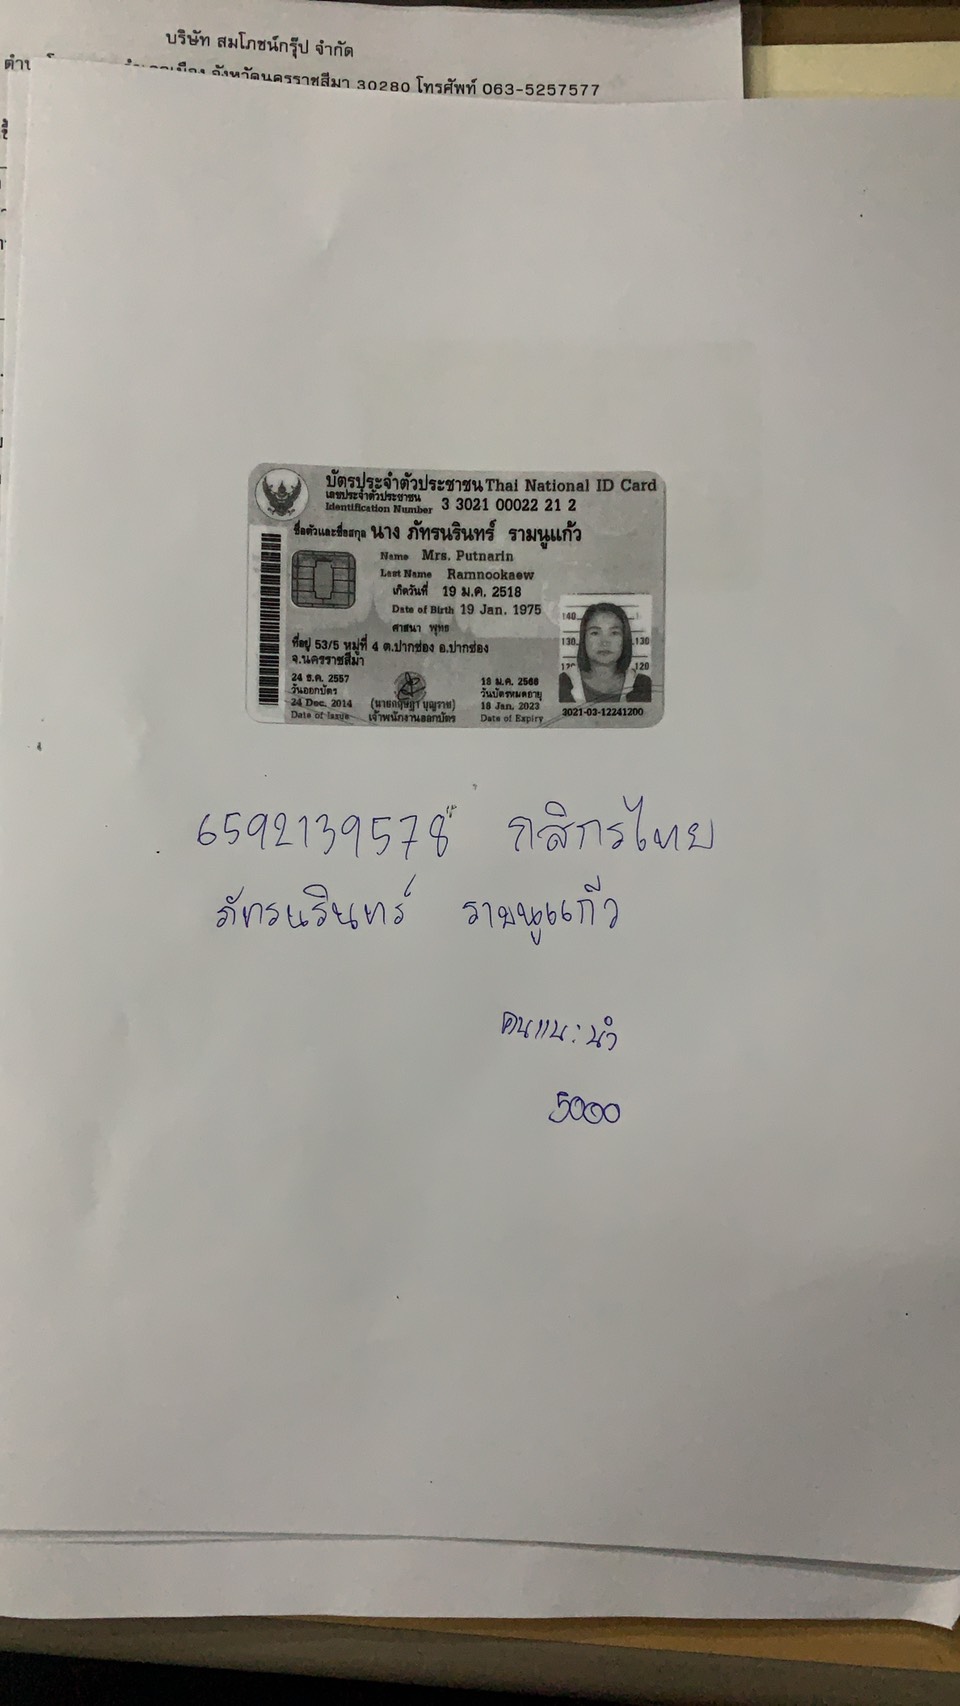 บริษัท สมโภชน์กรุ๊ป จำกัด
จังหวัดนครราชสีมา 30280 โทรศัพท์ 063-5257577
บัตรประจำตัวประชาชน Thai National ID Card
เลขประจำตัวประชาชน
Identification Number 3 3021 00022 21 2
ชื่อตัวและชื่อสกุล นาง ภัทรนรินทร์ รามนูแก้ว
Name Mrs. Putnarin
Last Name Ramnookaew
เกิดวันที่ 19 ม.ค. 2518
Date of Birth 19 Jan. 1975
ศาสนา พุทธ
ที่อยู่ 53/5 หมู่ที่ 4 ต.ปากช่อง อ.ปากช่อง
จ.นครราชสีมา
24 ธ.ค. 2557
วันออกบัตร
24 Dec. 2014
Date of Issue
เจ้าพนักงานออกบัตร
18 ม.ค. 2566
วันบัตรหมดอายุ
18 Jan. 2023
Date of Expiry
140
130 130
120
3021-03-12241200
6592139578 กสิกรไทย
ภัทรนรินทร์ รามนูแก้ว
คนแนะนำ
5000